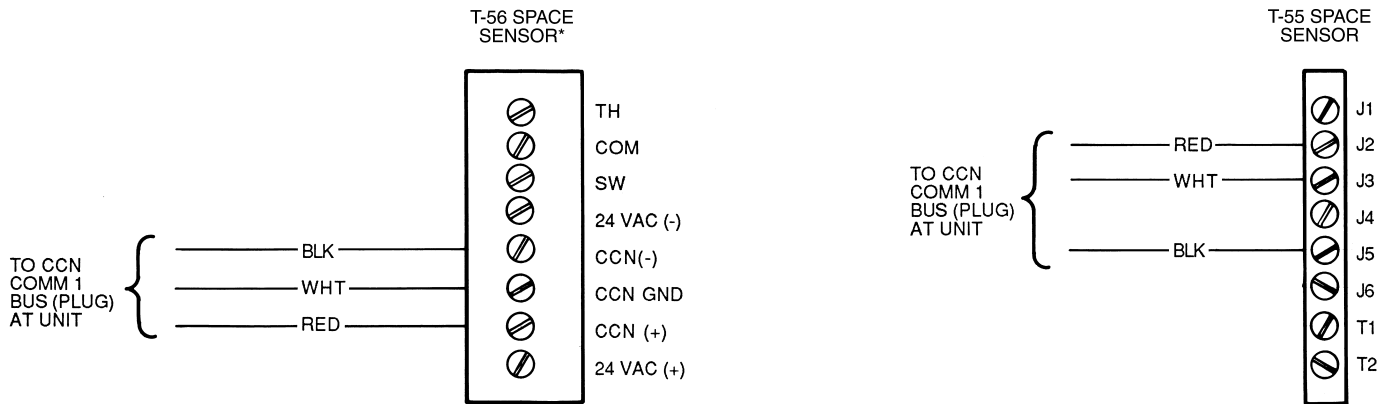 T-56 SPACE
SENSOR*
TH
COM
SW
24 VAC (-)
BLK
CCN(-)
TO CCN
COMM 1
BUS (PLUG)
AT UNIT
WHT
CCN GND
RED
CCN (+)
24 VAC (+)
T-55 SPACE
SENSOR
J1
RED
J2
TO CCN
COMM 1
BUS (PLUG)
AT UNIT
WHT
J3
J4
BLK
J5
J6
T1
T2